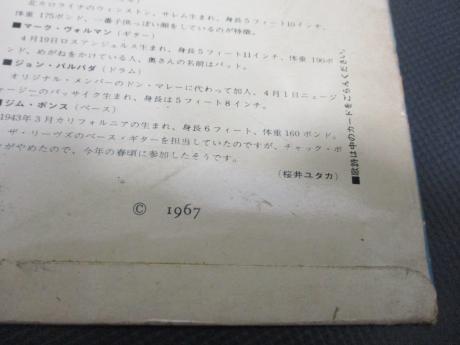 北カロライナのウィンストン、サレム生まれ、身長5フィート10インチ、
体重 175ポンド。一番子供っぽい顔をしているのが特徴。
■マーク・ヴォルマン (ギター)
4月19日ロスアンジェルス生まれ、身長5フィート11インチ、体重 190ポ
ンド、めがねをかけている人、奥さんの名前はパット。
■ジョン・バルバダ (ドラム)
オリジナル・メンバーのドン・マレーに代わって加入、4月1日ニュージ
ャージーのパッサイク生まれ、身長は5フィート8インチ。
■ジム・ポンス (ベース)
1943年3月カリフォルニアの生まれ、身長6フィート、体重160ポンド。
ザ・リーヴズのベース・ギターを担当していたのですが、チャック・ポ
がやめたので、今年の春頃に参加したそうです。
(桜井ユタカ)
■歌詩は中のカードをごらんください。
© 1967